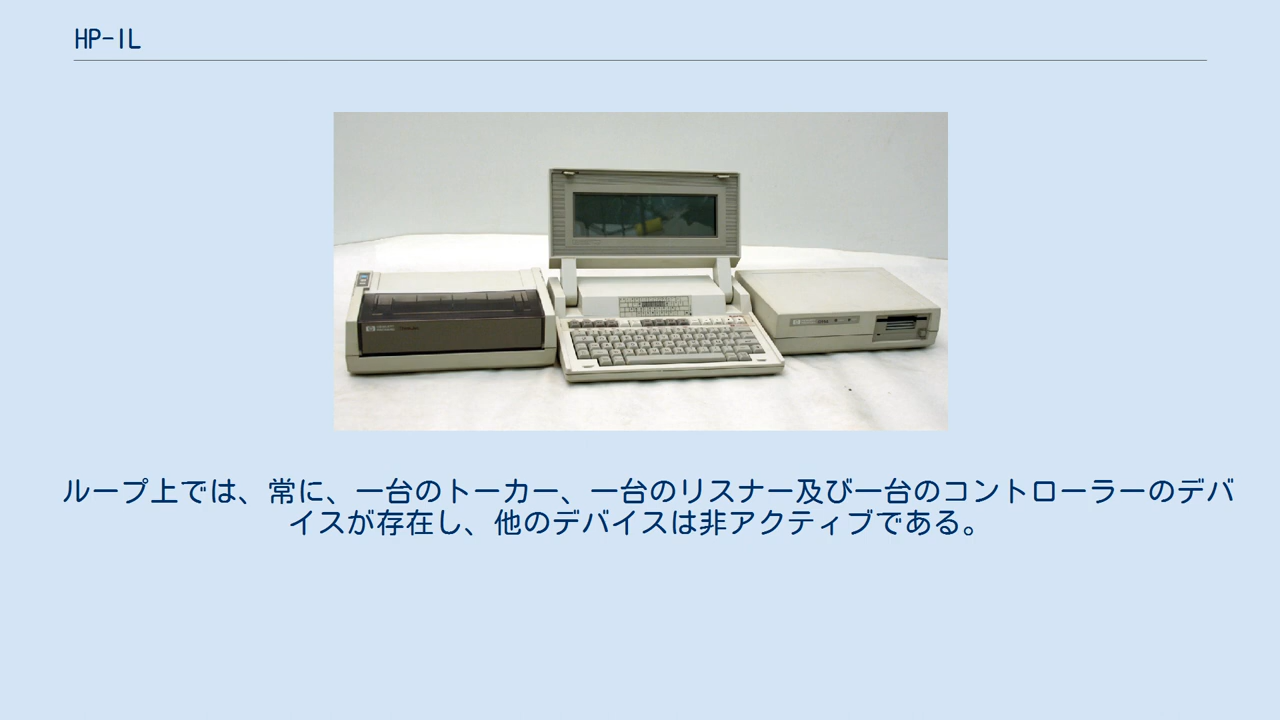 HP-IL
ループ上では、常に、一台のトーカー、一台のリスナー及び一台のコントローラーのデバ
イスが存在し、他のデバイスは非アクティブである。